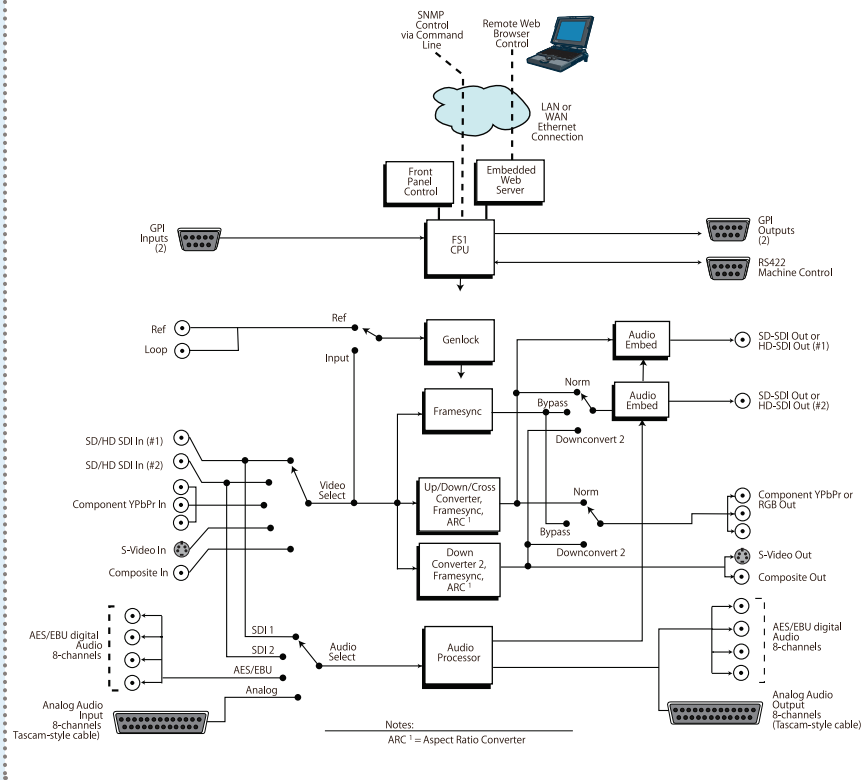 SNMP
Control
via Command
Line
Remote Web
Browser
Control
LAN or
WAN
Ethernet
Connection
Front
Panel
Control
Embedded
Web
Server
GPI
Inputs
(2)
FS1
CPU
GPI
Outputs
(2)
RS422
Machine Control
Ref
Loop
Ref
Input
Genlock
Audio
Embed
SD-SDI Out or
HD-SDI Out (#1)
Framesync
Bypass
Norm
Downconvert 2
Audio
Embed
SD-SDI Out or
HD-SDI Out (#2)
SD/HD SDI In (#1)
SD/HD SDI In (#2)
Component YPbPr In
S-Video In
Composite In
Video
Select
Up/Down/Cross
Converter,
Framesync,
ARC 1
Norm
Bypass
Downconvert 2
Component YPbPr or
RGB Out
Down
Converter 2,
Framesync,
ARC 1
S-Video Out
Composite Out
AES/EBU digital
Audio
8-channels
SDI 1
SDI 2
AES/EBU
Analog
Audio
Select
Audio
Processor
AES/EBU digital
Audio
8-channels
Analog Audio
Input
8-channels
Tascam-style cable)
Analog Audio
Output
8-channels
(Tascam-style cable)
Notes:
ARC 1 = Aspect Ratio Converter